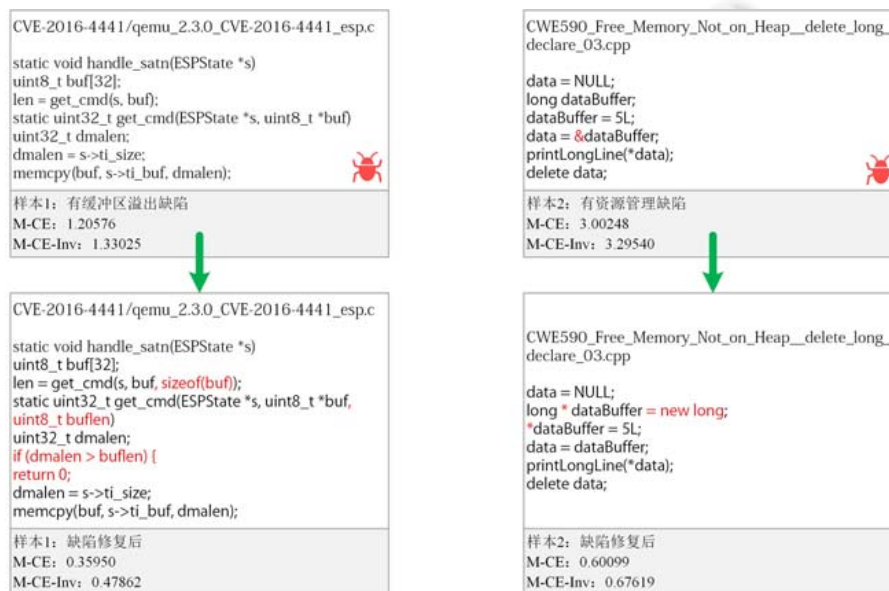 CVE-2016-4441/qemu_2.3.0_CVE-2016-4441_esp.c
static void handle_satn(ESPState *s)
uint8_t buf[32];
len = get_cmd(s, buf);
static uint32_t get_cmd(ESPState *s, uint8_t *buf)
uint32_t dmalen;
dmalen = s->ti_size;
memcpy(buf, s->ti_buf, dmalen);
样本1：有缓冲区溢出缺陷
M-CE：1.20576
M-CE-Inv：1.33025
CVE-2016-4441/qemu_2.3.0_CVE-2016-4441_esp.c
static void handle_satn(ESPState *s)
uint8_t buf[32];
len = get_cmd(s, buf, sizeof(buf));
static uint32_t get_cmd(ESPState *s, uint8_t *buf,
uint8_t buflen)
uint32_t dmalen;
if (dmalen > buflen) {
return 0;
dmalen = s->ti_size;
memcpy(buf, s->ti_buf, dmalen);
样本1：缺陷修复后
M-CE：0.35950
M-CE-Inv：0.47862
CWE590_Free_Memory_Not_on_Heap__delete_long_
declare_03.cpp
data = NULL;
long dataBuffer;
dataBuffer = 5L;
data = &dataBuffer;
printLongLine(*data);
delete data;
样本2：有资源管理缺陷
M-CE：3.00248
M-CE-Inv：3.29540
CWE590_Free_Memory_Not_on_Heap__delete_long_
declare_03.cpp
data = NULL;
long * dataBuffer = new long;
*dataBuffer = 5L;
data = dataBuffer;
printLongLine(*data);
delete data;
样本2：缺陷修复后
M-CE：0.60099
M-CE-Inv：0.67619